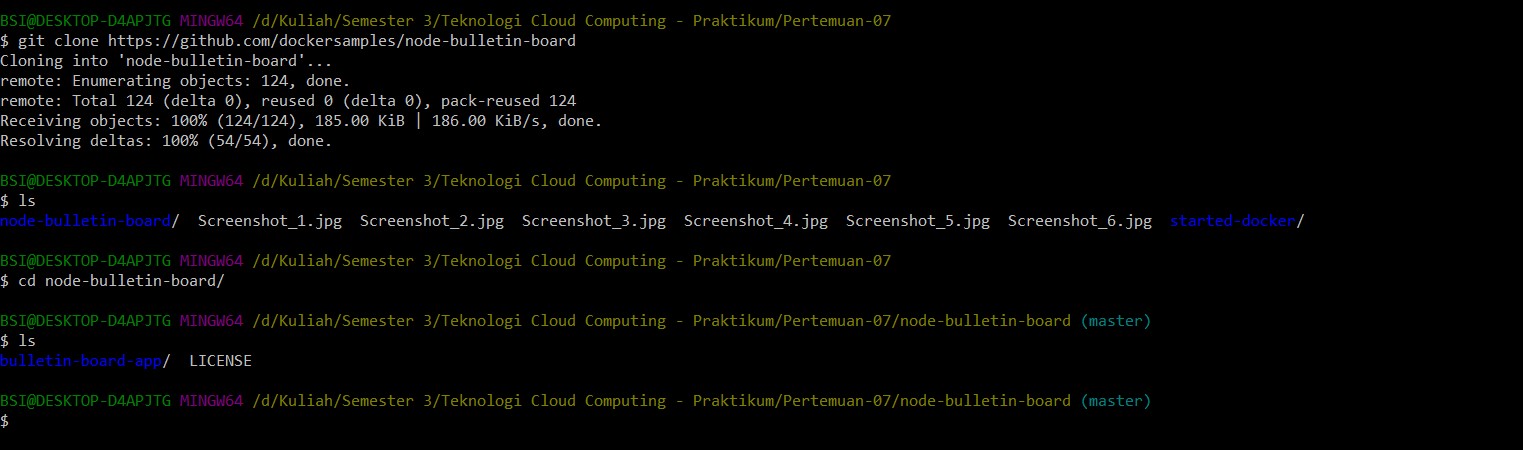 BSI@DESKTOP-D4APJTG MINGW64 /d/Kuliah/Semester 3/Teknologi Cloud Computing - Praktikum/Pertemuan-07
$ git clone https://github.com/dockersamples/node-bulletin-board
Cloning into 'node-bulletin-board'...
remote: Enumerating objects: 124, done.
remote: Total 124 (delta 0), reused 0 (delta 0), pack-reused 124
Receiving objects: 100% (124/124), 185.00 KiB | 186.00 KiB/s, done.
Resolving deltas: 100% (54/54), done.
BSI@DESKTOP-D4APJTG MINGW64 /d/Kuliah/Semester 3/Teknologi Cloud Computing - Praktikum/Pertemuan-07
$ ls
node-bulletin-board/  Screenshot_1.jpg  Screenshot_2.jpg  Screenshot_3.jpg  Screenshot_4.jpg  Screenshot_5.jpg  Screenshot_6.jpg  started-docker/
BSI@DESKTOP-D4APJTG MINGW64 /d/Kuliah/Semester 3/Teknologi Cloud Computing - Praktikum/Pertemuan-07
$ cd node-bulletin-board/
BSI@DESKTOP-D4APJTG MINGW64 /d/Kuliah/Semester 3/Teknologi Cloud Computing - Praktikum/Pertemuan-07/node-bulletin-board (master)
$ ls
bulletin-board-app/  LICENSE
BSI@DESKTOP-D4APJTG MINGW64 /d/Kuliah/Semester 3/Teknologi Cloud Computing - Praktikum/Pertemuan-07/node-bulletin-board (master)
$